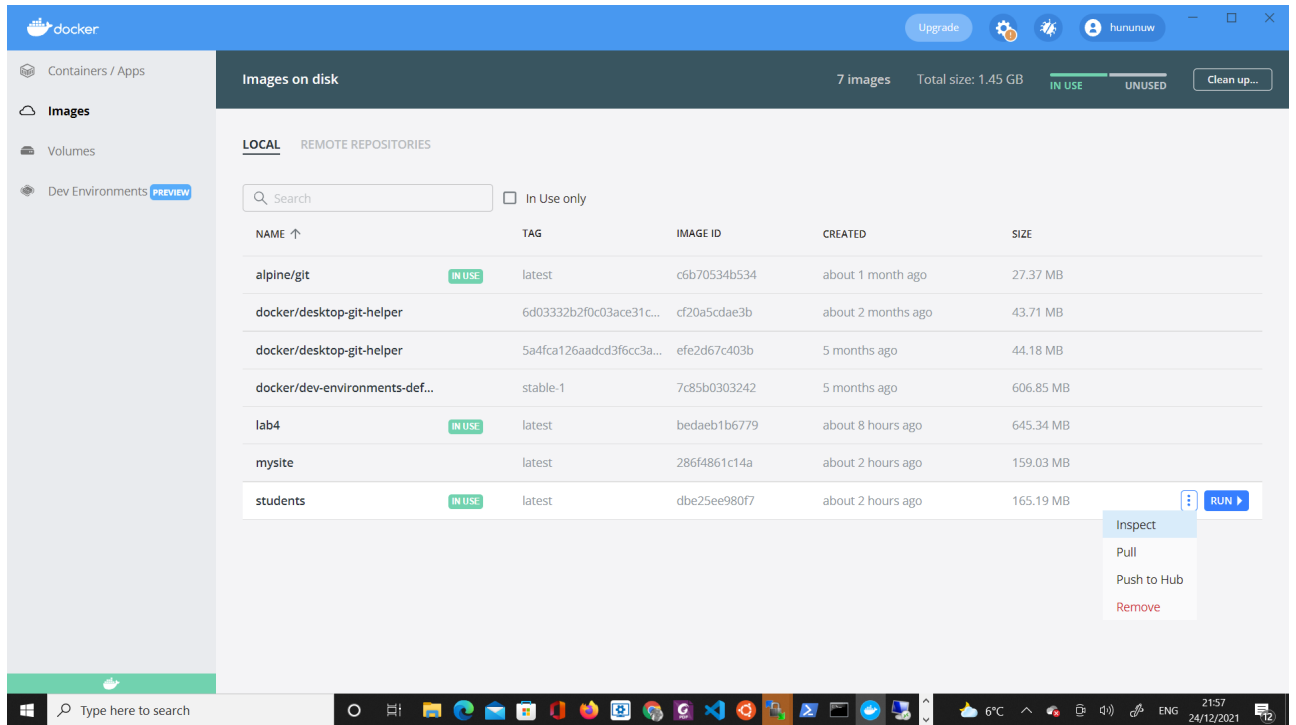 docker
Upgrade
hununuw
Containers / Apps
Images
Volumes
Dev Environments PREVIEW
Images on disk
7 images Total size: 1.45 GB IN USE UNUSED Clean up...
LOCAL REMOTE REPOSITORIES
Search In Use only
NAME TAG IMAGE ID CREATED SIZE
alpine/git IN USE latest c6b70534b534 about 1 month ago 27.37 MB
docker/desktop-git-helper 6d03332b2f0c03ace31c... cf20a5cdae3b about 2 months ago 43.71 MB
docker/desktop-git-helper 5a4fca126aadcd3f6cc3a... efe2d67c403b 5 months ago 44.18 MB
docker/dev-environments-def... stable-1 7c85b0303242 5 months ago 606.85 MB
lab4 IN USE latest bedaeb1b6779 about 8 hours ago 645.34 MB
mysite latest 286f4861c14a about 2 hours ago 159.03 MB
students IN USE latest dbe25ee980f7 about 2 hours ago 165.19 MB RUN
Inspect
Pull
Push to Hub
Remove
Type here to search
6°C ENG
21:57
24/12/2021
12